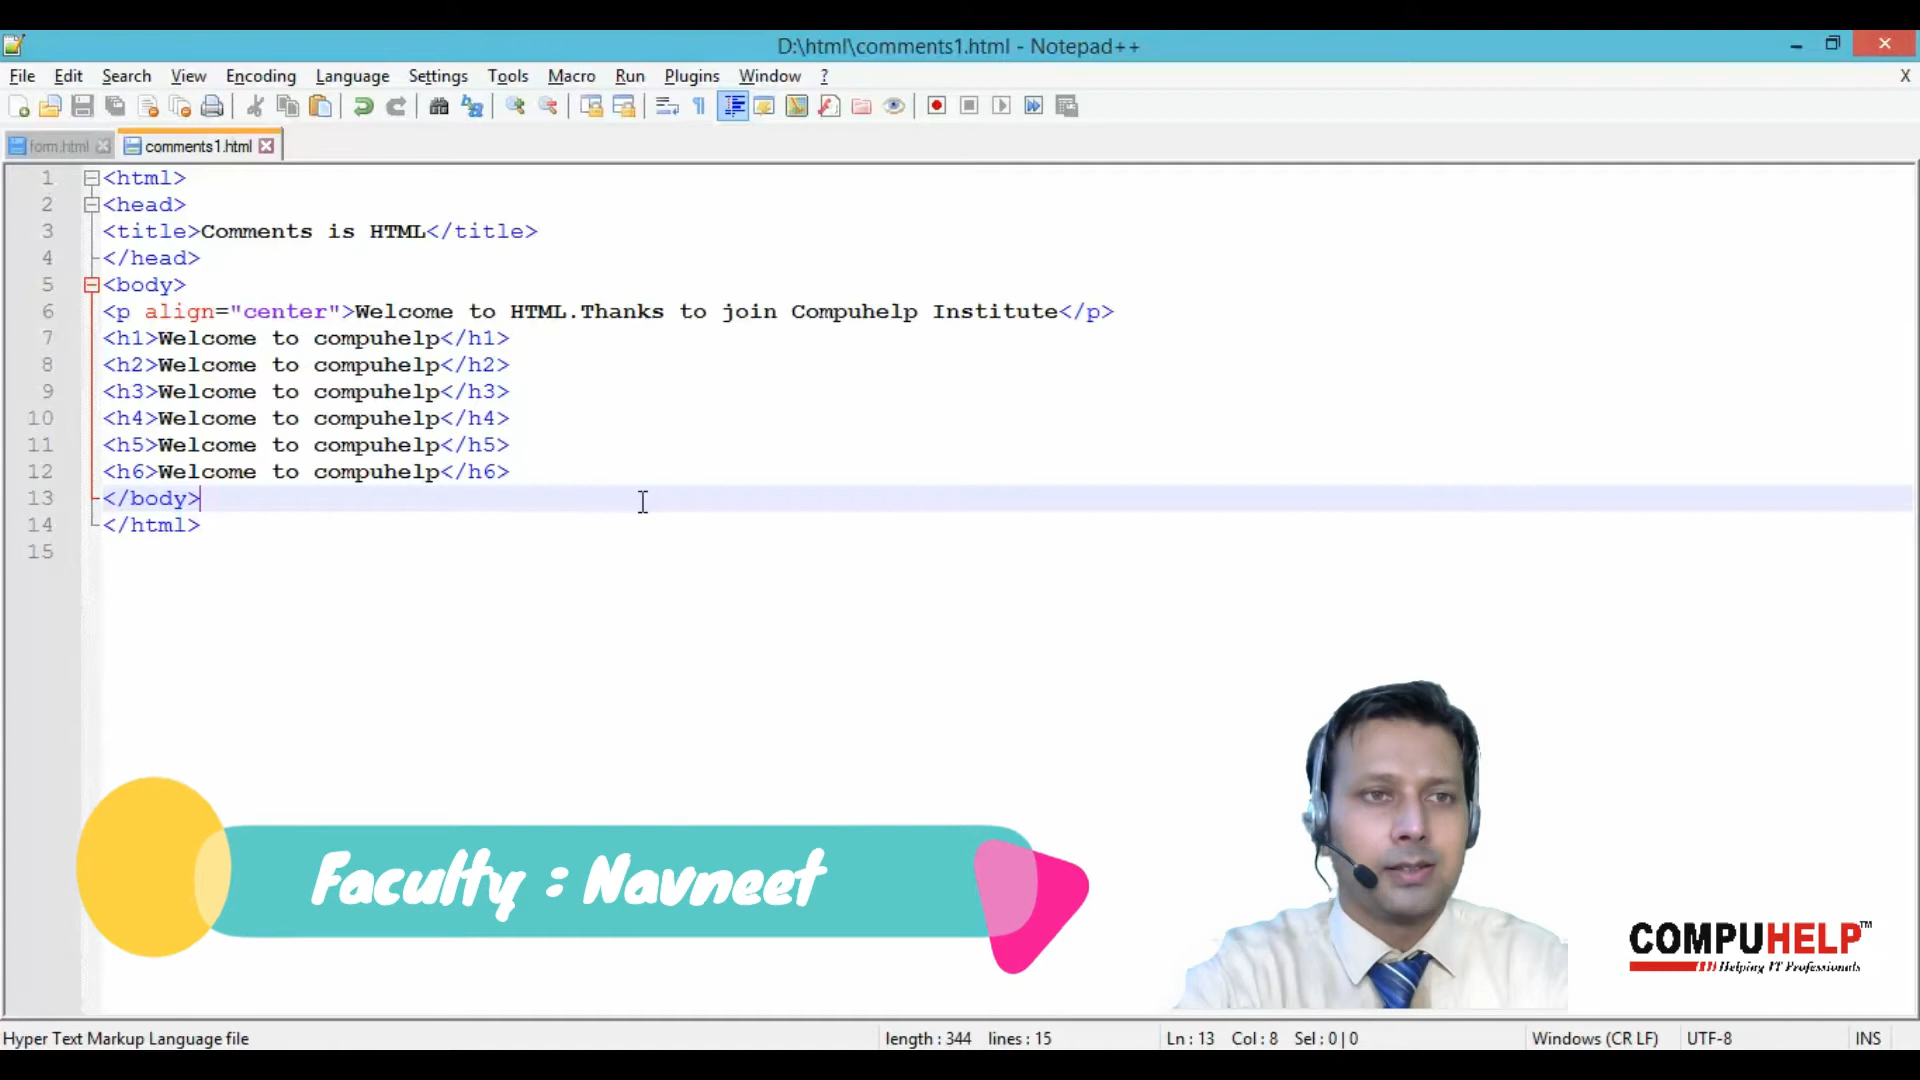 D:\html\comments1.html - Notepad++
File Edit Search View Encoding Language Settings Tools Macro Run Plugins Window ? X
form.html comments1.html
1 <html>
2 <head>
3 <title>Comments is HTML</title>
4 </head>
5 <body>
6 <p align="center">Welcome to HTML.Thanks to join Compuhelp Institute</p>
7 <h1>Welcome to compuhelp</h1>
8 <h2>Welcome to compuhelp</h2>
9 <h3>Welcome to compuhelp</h3>
10 <h4>Welcome to compuhelp</h4>
11 <h5>Welcome to compuhelp</h5>
12 <h6>Welcome to compuhelp</h6>
13 </body>
14 </html>
15
Faculty : Navneet
COMPUHELP™
Helping IT Professionals
Hyper Text Markup Language file length : 344 lines : 15 Ln : 13 Col : 8 Sel : 0 | 0 Windows (CR LF) UTF-8 INS